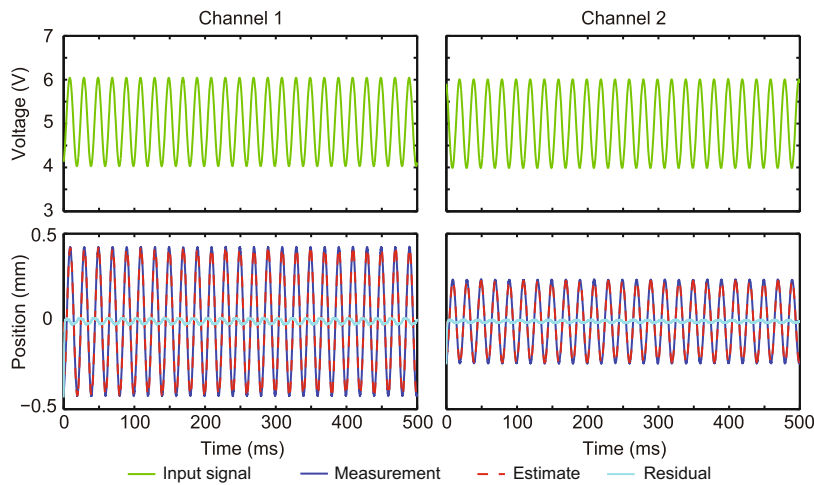 Channel 1
Channel 2
Voltage (V)
7
6
5
4
3
Position (mm)
0.5
0
−0.5
0 100 200 300 400 500
0 100 200 300 400 500
Time (ms)
Time (ms)
Input signal
Measurement
Estimate
Residual